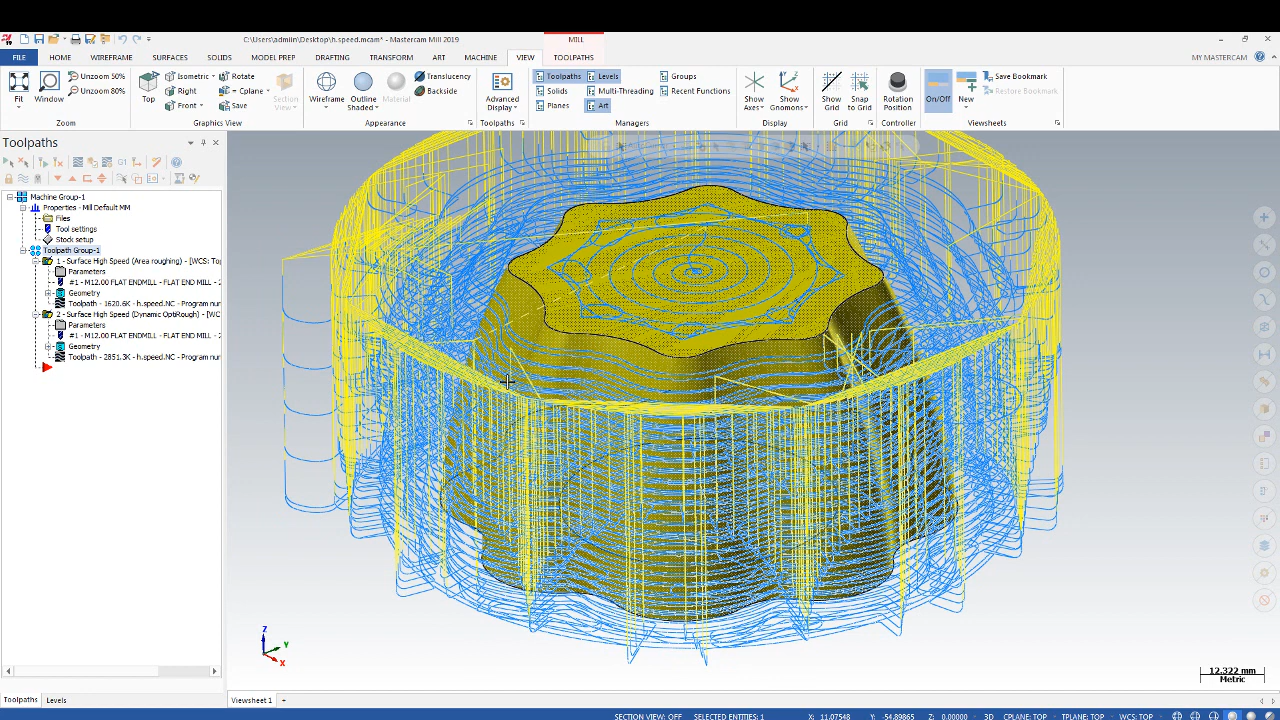 C:\Users\admiin\Desktop\h.speed.mcam* - Mastercam Mill 2019
MILL
FILE HOME WIREFRAME SURFACES SOLIDS MODEL PREP DRAFTING TRANSFORM ART MACHINE VIEW TOOLPATHS MY MASTERCAM
Fit
Window
Unzoom 50%
Unzoom 80%
Zoom
Top
Isometric
Right
Front
Rotate
Cplane
Save
Section View
Graphics View
Wireframe
Outline Shaded
Material
Translucency
Backside
Appearance
Advanced Display
Toolpaths
Toolpaths
Solids
Planes
Levels
Multi-Threading
Art
Groups
Recent Functions
Managers
Show Axes
Show Gnomons
Display
Show Grid
Snap to Grid
Grid
Rotation Position
Controller
On/Off
New
Save Bookmark
Restore Bookmark
Viewsheets
Toolpaths
G1
Machine Group-1
Properties - Mill Default MM
Files
Tool settings
Stock setup
Toolpath Group-1
1 - Surface High Speed (Area roughing) - [WCS: Top
Parameters
#1 - M12.00 FLAT ENDMILL - FLAT END MILL - 2
Geometry
Toolpath - 1620.6K - h.speed.NC - Program nur
2 - Surface High Speed (Dynamic OptiRough) - [WC
Parameters
#1 - M12.00 FLAT ENDMILL - FLAT END MILL - 2
Geometry
Toolpath - 2851.3K - h.speed.NC - Program nur
Z
Y
X
12.322 mm
Metric
Toolpaths Levels
Viewsheet 1 +
SECTION VIEW: OFF SELECTED ENTITIES: 1 X: 11.07548 Y: -54.89865 Z: 0.00000 3D CPLANE: TOP TPLANE: TOP WCS: TOP